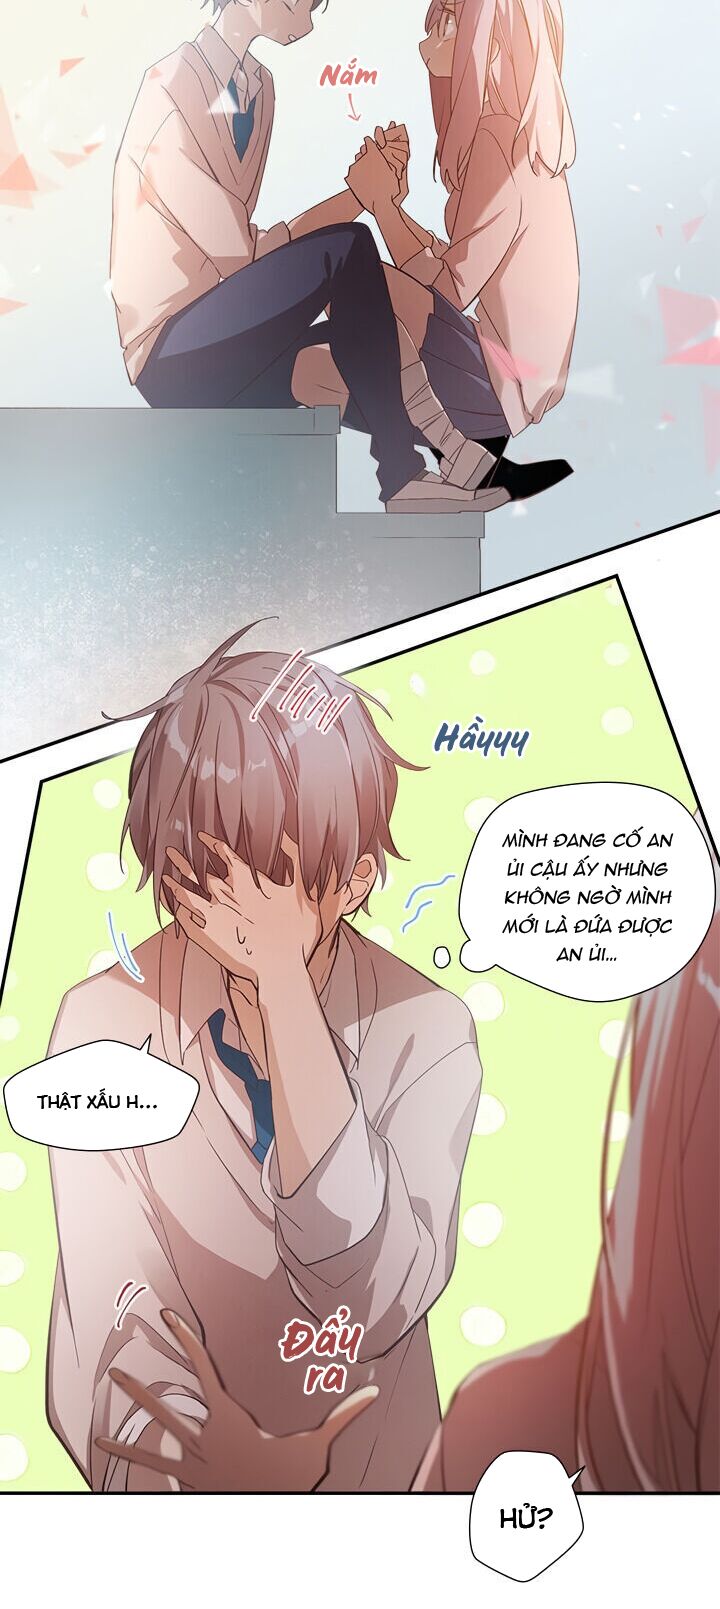 Nắm
Hầyyy
MÌNH ĐANG CỐ AN
ỦI CẬU ẤY NHƯNG
KHÔNG NGỜ MÌNH
MỚI LÀ ĐỨA ĐƯỢC
AN ỦI...
THẬT XẤU H...
Đẩy
ra
HỬ?